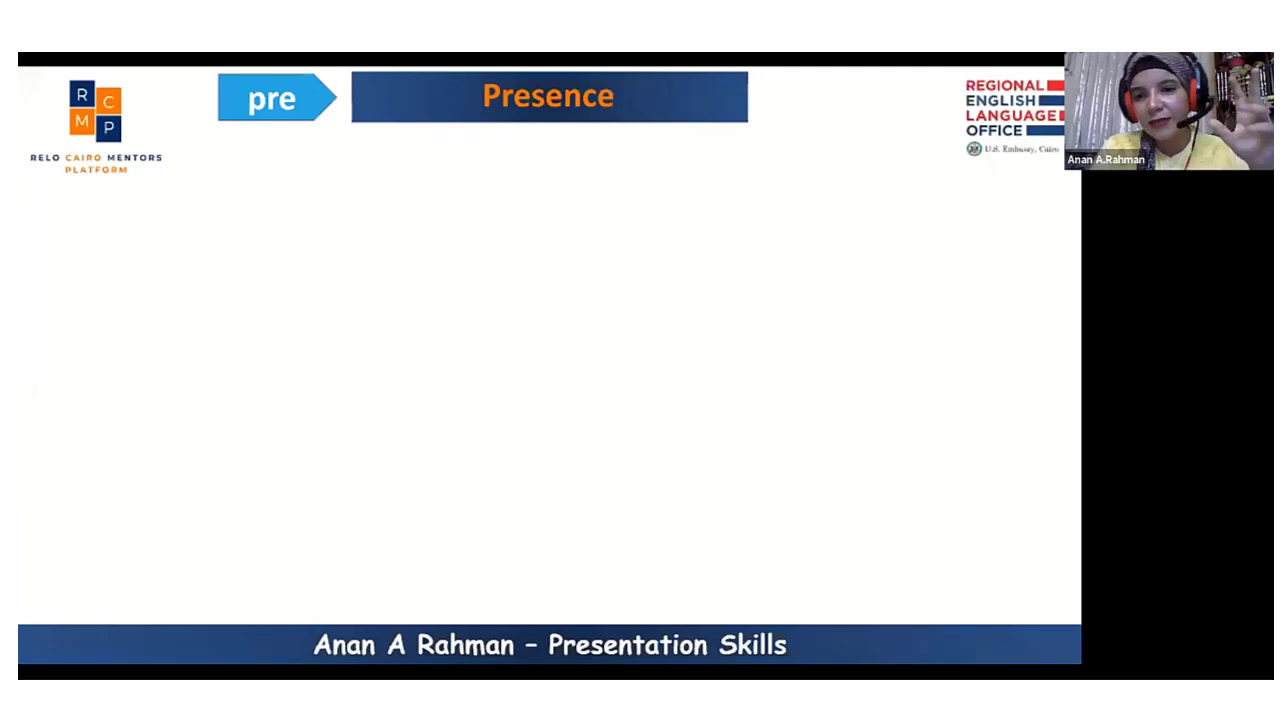 R
C
M
P
RELO CAIRO MENTORS
PLATFORM
pre
Presence
REGIONAL
ENGLISH
LANGUAGE
OFFICE
U.S. Embassy, Cairo
Anan A.Rahman
Anan A Rahman – Presentation Skills